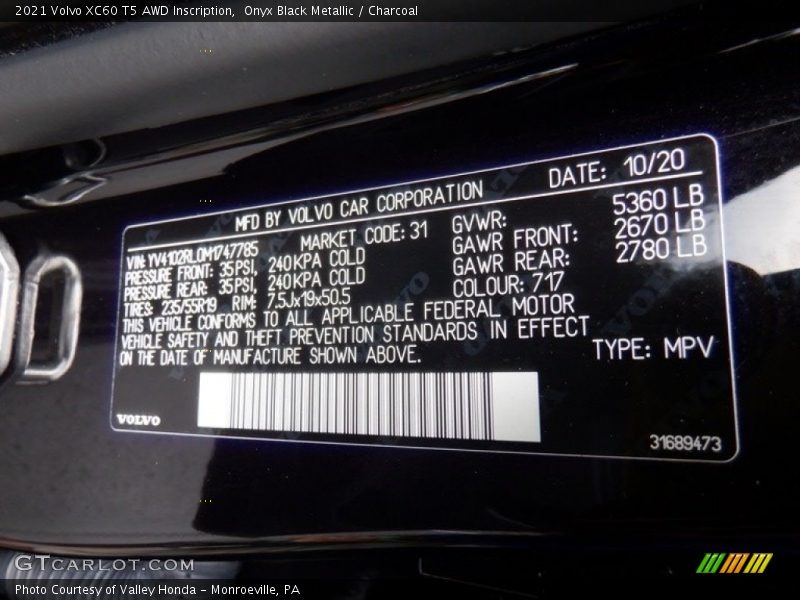 2021 Volvo XC60 T5 AWD Inscription, Onyx Black Metallic / Charcoal
MFD BY VOLVO CAR CORPORATION DATE: 10/20
VIN: YV4102RL0M1747785 MARKET CODE: 31 GVWR: 5360 LB
PRESSURE FRONT: 35PSI, 240KPA COLD GAWR FRONT: 2670 LB
PRESSURE REAR: 35PSI, 240KPA COLD GAWR REAR: 2780 LB
TIRES: 235/55R19 RIM: 7.5Jx19x50.5 COLOUR: 717
THIS VEHICLE CONFORMS TO ALL APPLICABLE FEDERAL MOTOR
VEHICLE SAFETY AND THEFT PREVENTION STANDARDS IN EFFECT
ON THE DATE OF MANUFACTURE SHOWN ABOVE. TYPE: MPV
VOLVO
31689473
GTCARLOT.COM
Photo Courtesy of Valley Honda - Monroeville, PA